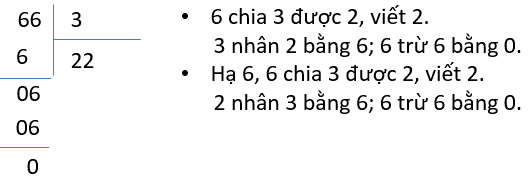 66 3
6 22
06
06
0
• 6 chia 3 được 2, viết 2.
3 nhân 2 bằng 6; 6 trừ 6 bằng 0.
• Hạ 6, 6 chia 3 được 2, viết 2.
2 nhân 3 bằng 6; 6 trừ 6 bằng 0.